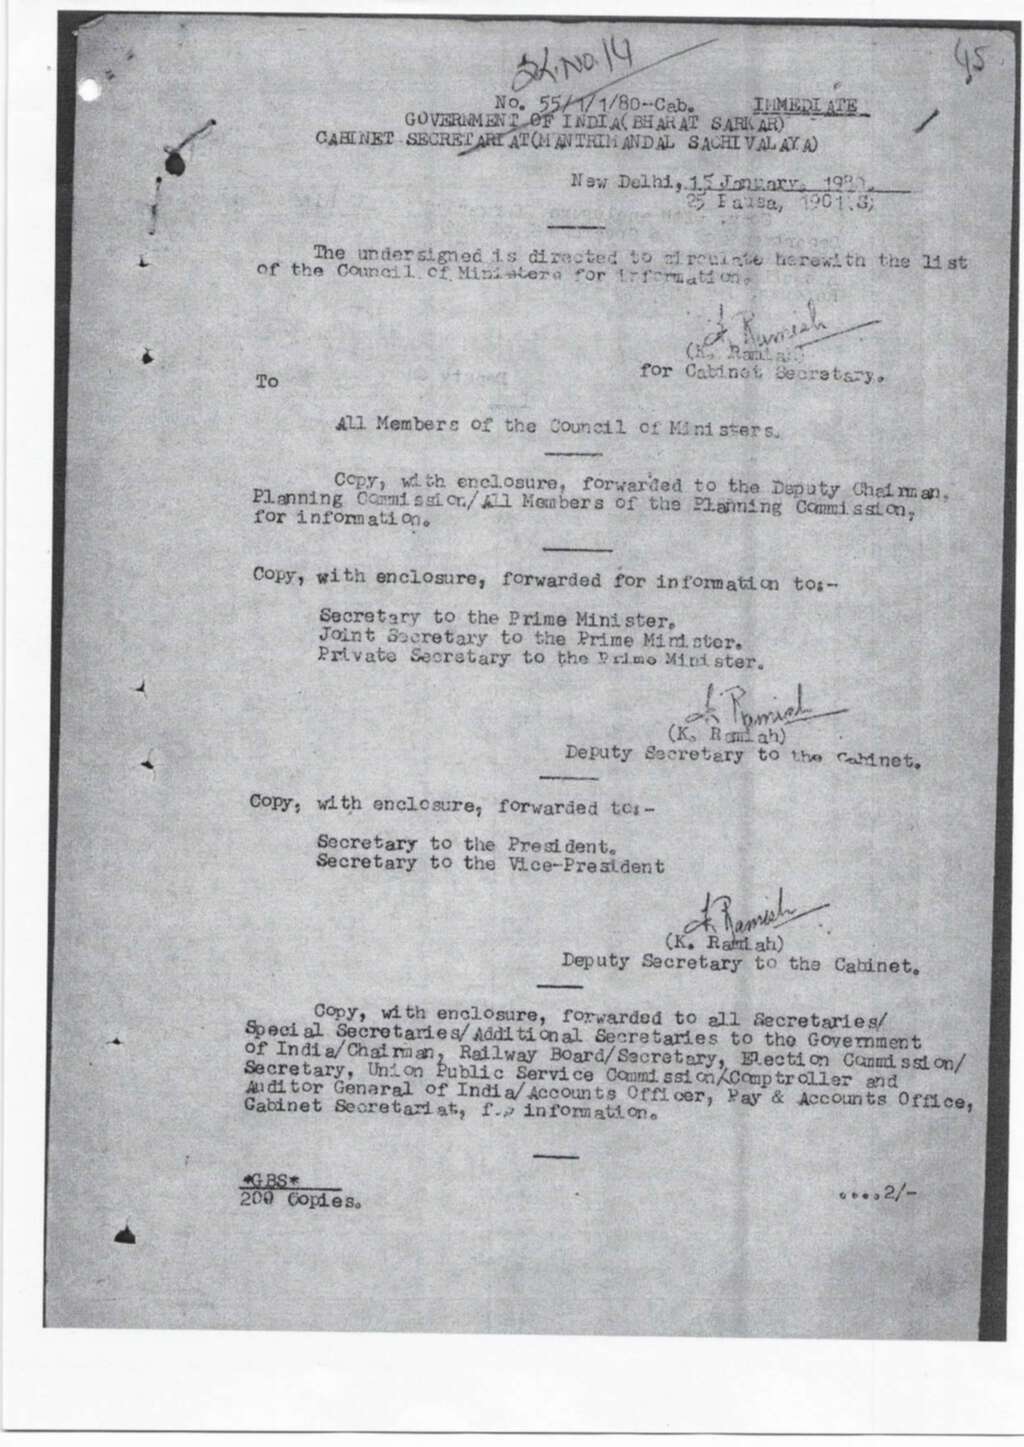 Sl. No. 14
45
No. 55/1/1/80-Cab. IMMEDIATE
GOVERNMENT OF INDIA(BHARAT SARKAR)
CABINET SECRETARIAT(MANTRIMANDAL SACHIVALAYA)
New Delhi, 15 January, 1980.
25 Pausa, 1901(S)
The undersigned is directed to circulate herewith the list
of the Council of Ministers for information.
K Ramiah
(K. Ramiah)
for Cabinet Secretary.
To
All Members of the Council of Ministers.
Copy, with enclosure, forwarded to the Deputy Chairman,
Planning Commission/All Members of the Planning Commission,
for information.
Copy, with enclosure, forwarded for information to:-
Secretary to the Prime Minister.
Joint Secretary to the Prime Minister.
Private Secretary to the Prime Minister.
K Ramiah
(K. Ramiah)
Deputy Secretary to the Cabinet.
Copy, with enclosure, forwarded to:-
Secretary to the President.
Secretary to the Vice-President
K Ramiah
(K. Ramiah)
Deputy Secretary to the Cabinet.
Copy, with enclosure, forwarded to all Secretaries/
Special Secretaries/Additional Secretaries to the Government
of India/Chairman, Railway Board/Secretary, Election Commission/
Secretary, Union Public Service Commission/Comptroller and
Auditor General of India/Accounts Officer, Pay & Accounts Office,
Cabinet Secretariat, for information.
*GBS*
200 Copies.
....2/-